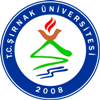 T.C. ŞIRNAK ÜNİVERSİTESİ
2008